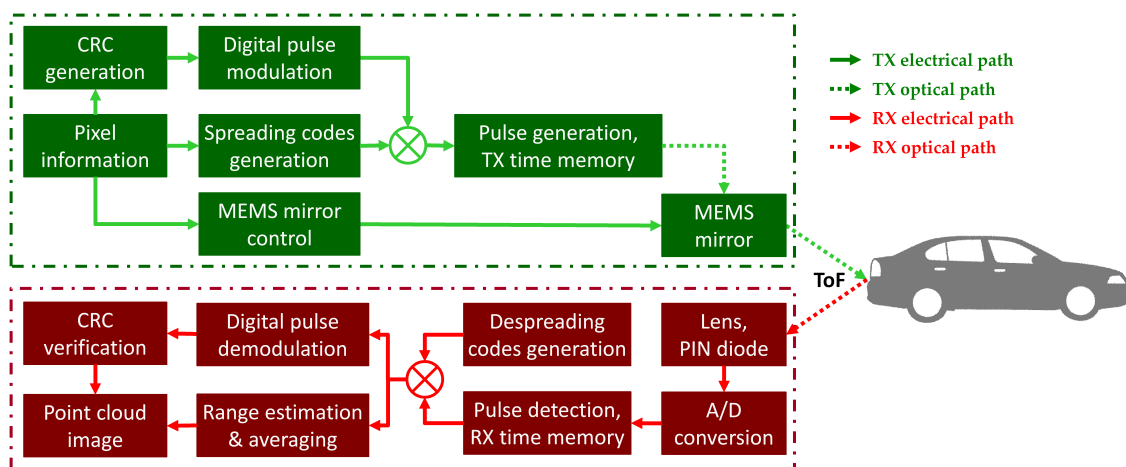 CRC
generation
Digital pulse
modulation
Pixel
information
Spreading codes
generation
Pulse generation,
TX time memory
MEMS mirror
control
MEMS
mirror
TX electrical path
TX optical path
RX electrical path
RX optical path
ToF
CRC
verification
Digital pulse
demodulation
Despreading
codes generation
Lens,
PIN diode
Point cloud
image
Range estimation
& averaging
Pulse detection,
RX time memory
A/D
conversion